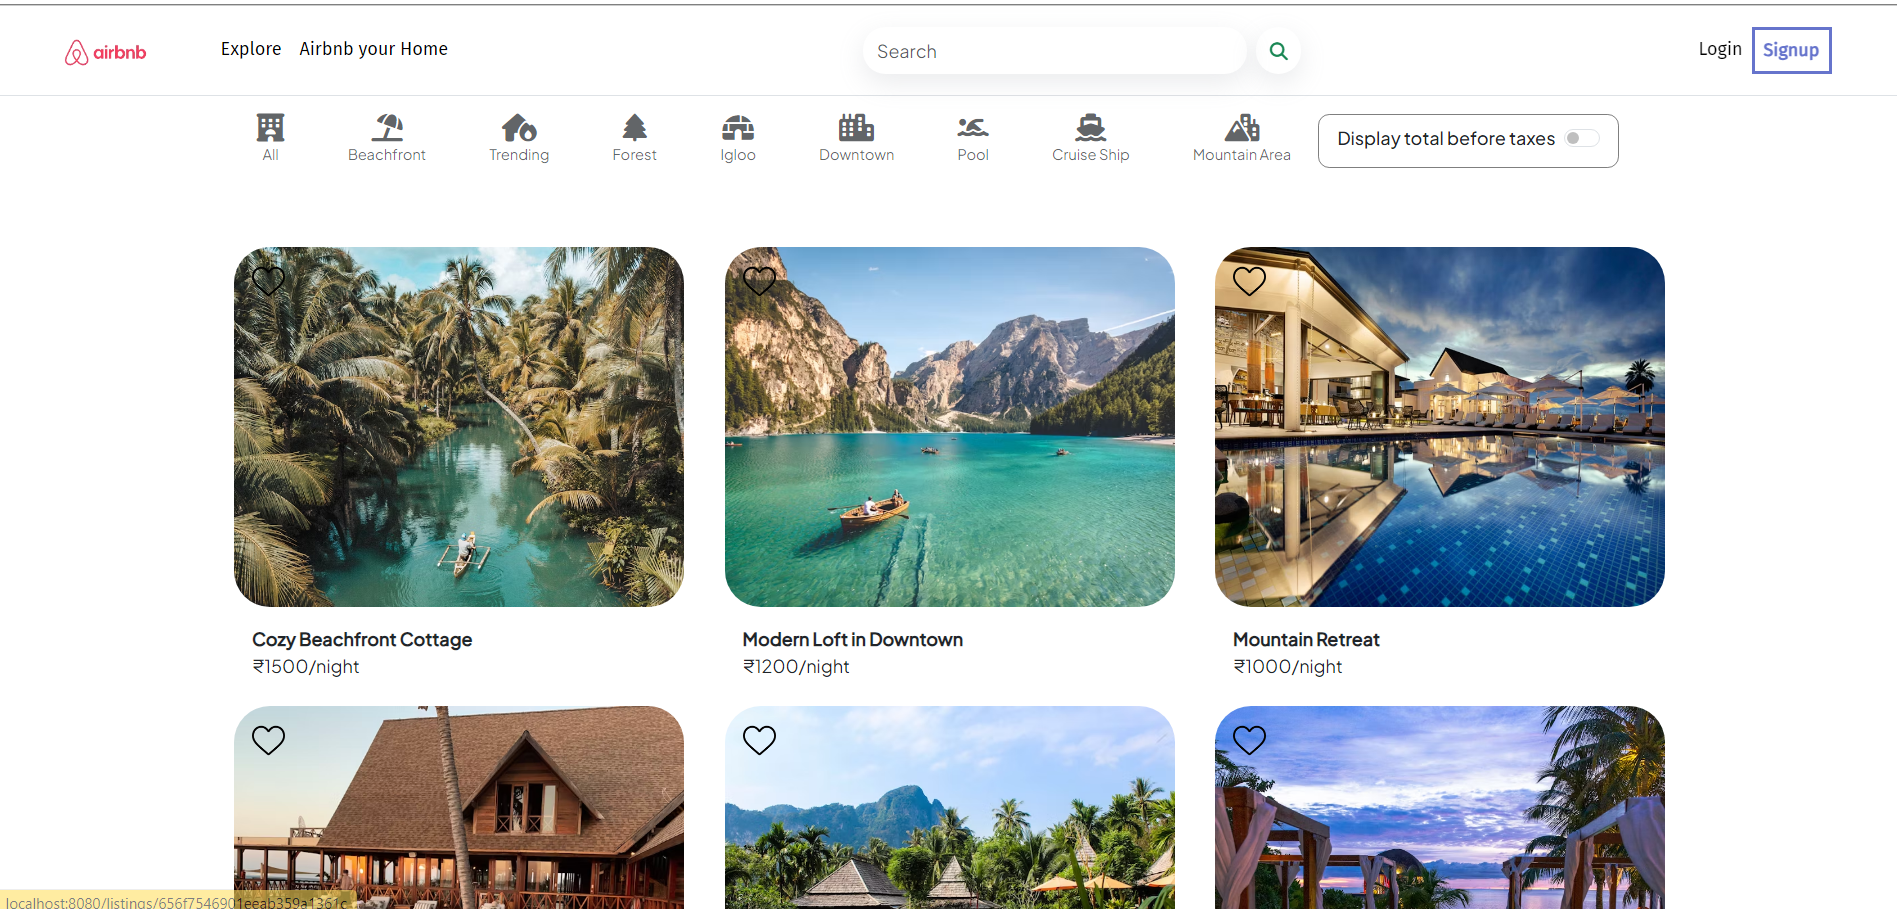 airbnb
Explore Airbnb your Home
Search
Login Signup
All Beachfront Trending Forest Igloo Downtown Pool Cruise Ship Mountain Area
Display total before taxes
Cozy Beachfront Cottage
₹1500/night
Modern Loft in Downtown
₹1200/night
Mountain Retreat
₹1000/night
localhost:8080/listings/656f7546901eeab359a1361c